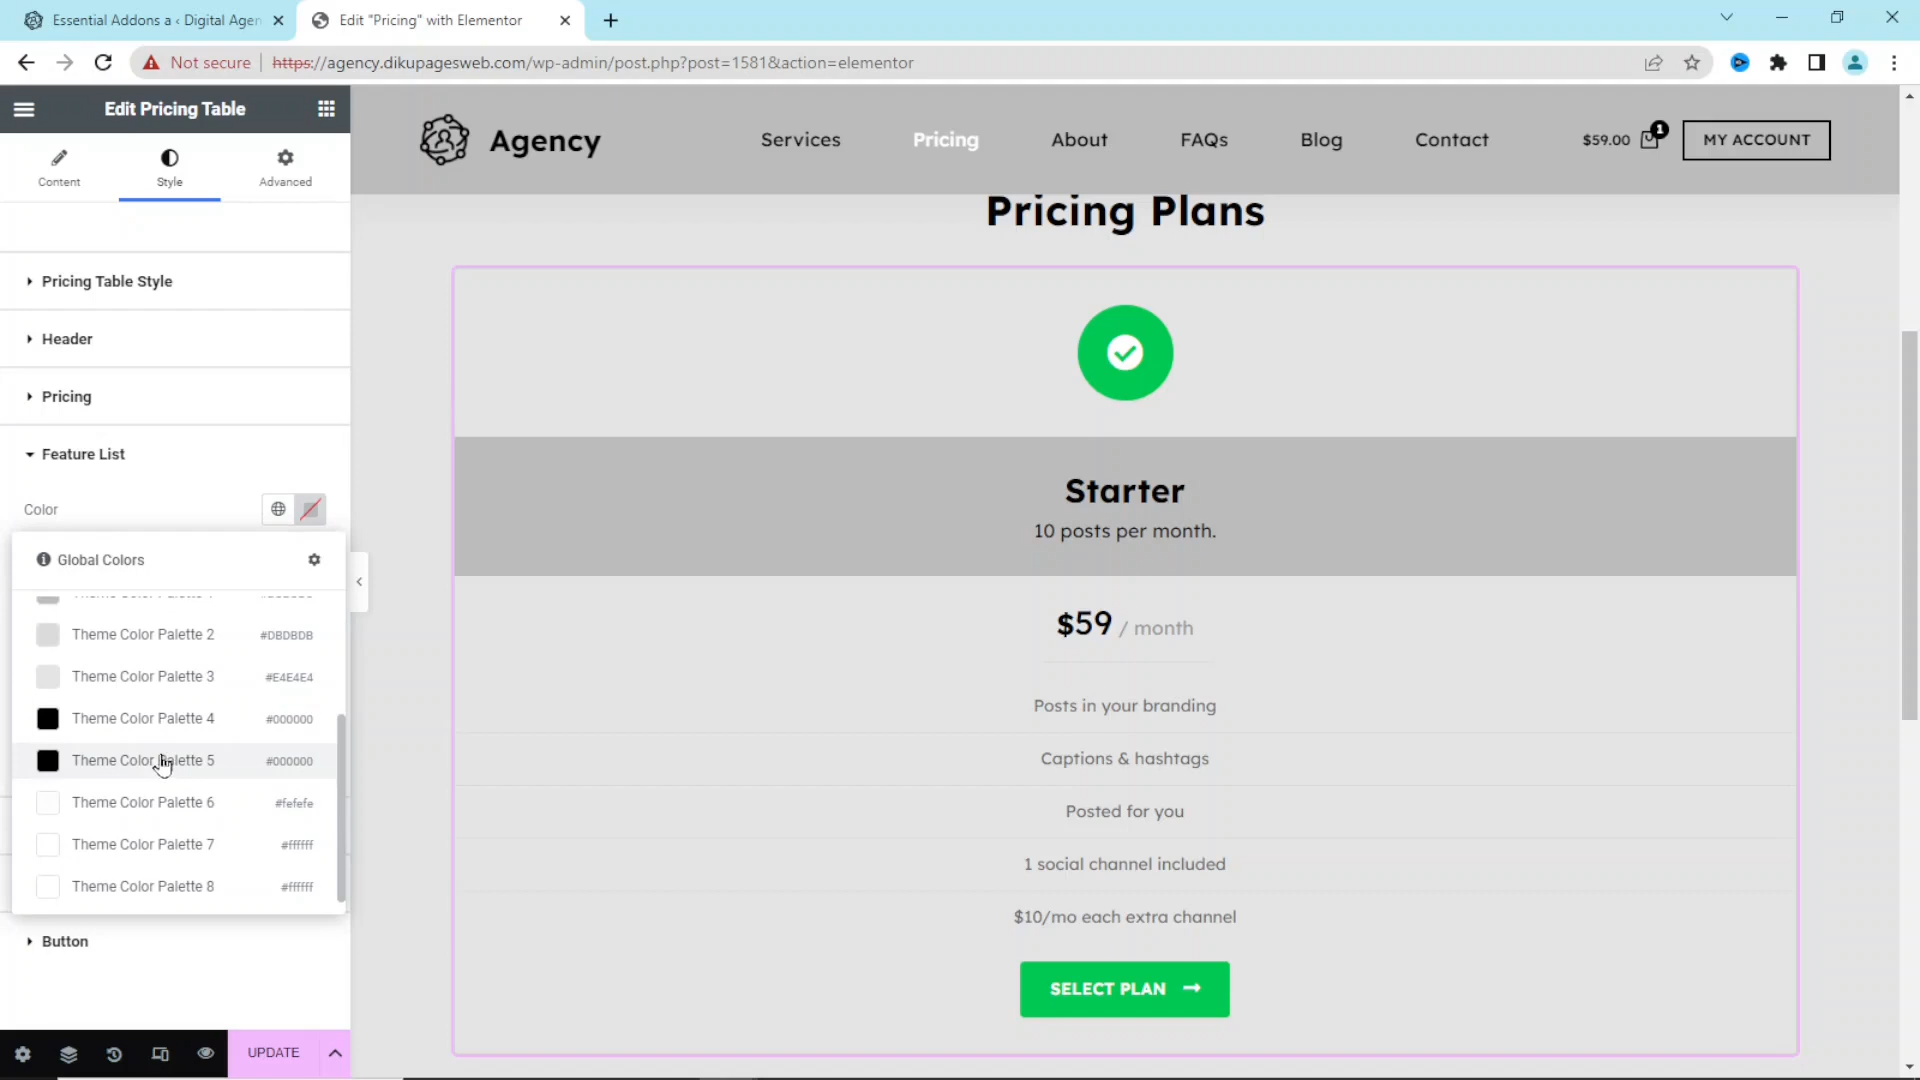 Essential Addons a ‹ Digital Agen
Edit "Pricing" with Elementor
Not secure
https://agency.dikupagesweb.com/wp-admin/post.php?post=1581&action=elementor
Edit Pricing Table
Content
Style
Advanced
Pricing Table Style
Header
Pricing
Feature List
Color
Global Colors
Theme Color Palette 2 #DBDBDB
Theme Color Palette 3 #E4E4E4
Theme Color Palette 4 #000000
Theme Color Palette 5 #000000
Theme Color Palette 6 #fefefe
Theme Color Palette 7 #ffffff
Theme Color Palette 8 #ffffff
Button
UPDATE
Agency
Services
Pricing
About
FAQs
Blog
Contact
$59.00
1
MY ACCOUNT
Pricing Plans
Starter
10 posts per month.
$59 / month
Posts in your branding
Captions & hashtags
Posted for you
1 social channel included
$10/mo each extra channel
SELECT PLAN